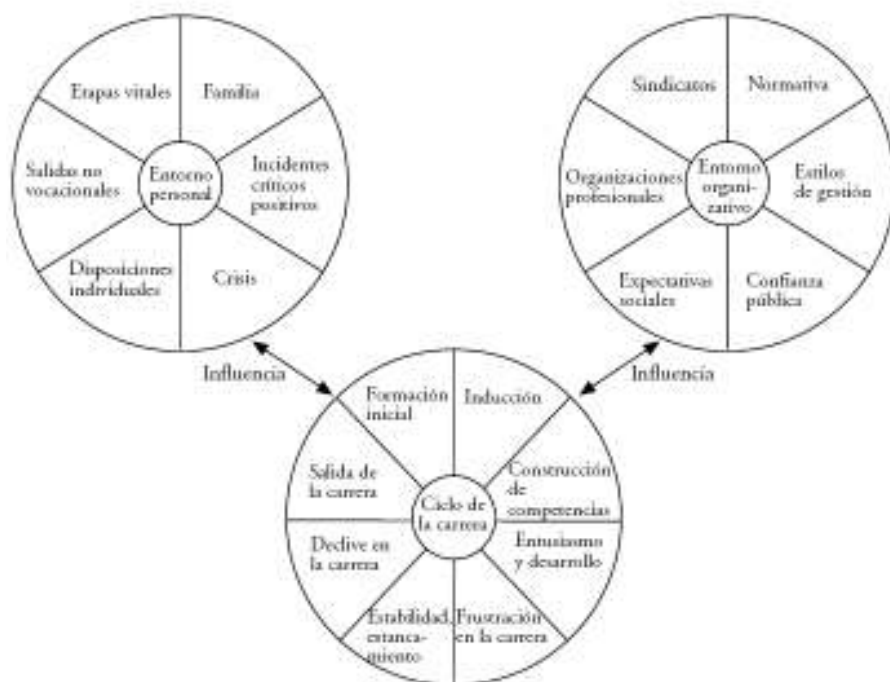 Etapas vitales
Familia
Salidas no
vocacionales
Entorno
personal
Incidentes
críticos
positivos
Disposiciones
individuales
Crisis
Sindicatos
Normativa
Organizaciones
profesionales
Entorno
organi-
zativo
Estilos
de gestión
Expectativas
sociales
Confianza
pública
Influencia
Influencia
Formación
inicial
Inducción
Salida de
la carrera
Ciclo de
la carrera
Construcción
de
competencias
Declive en
la carrera
Entusiasmo
y desarrollo
Estabilidad,
estanca-
miento
Frustración
en la carrera